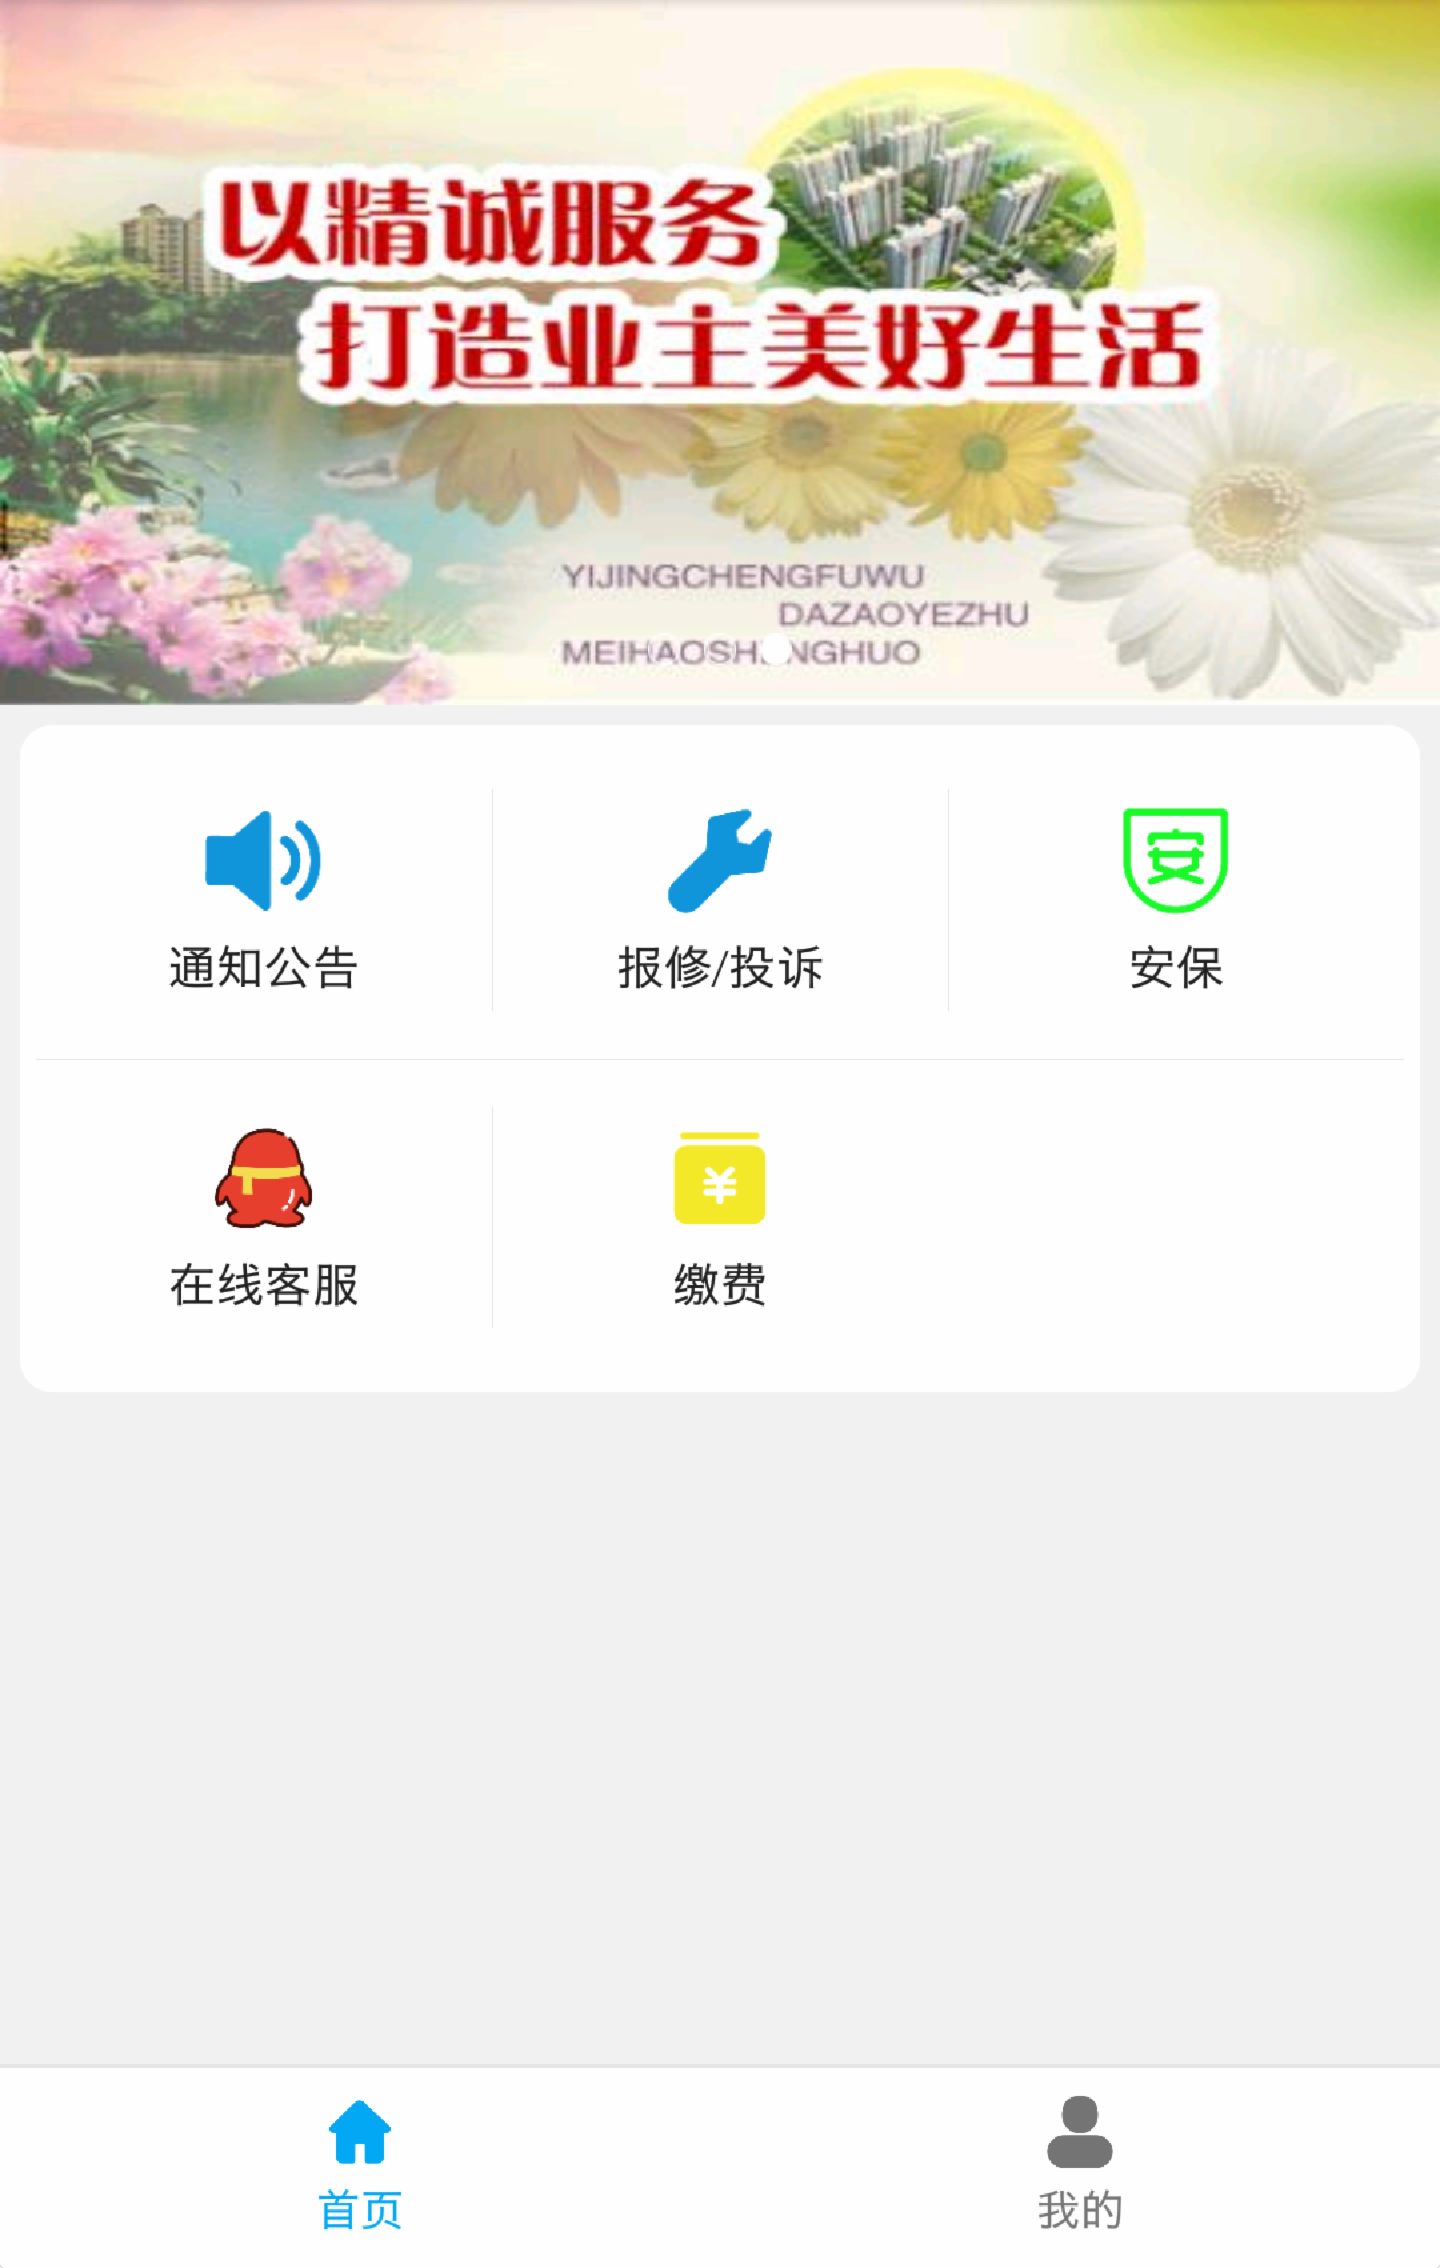 以精诚服务
打造业主美好生活
YIJINGCHENGFUWU
DAZAOYEZHU
MEIHAOSH NGHUO
通知公告
报修/投诉
安
安保
在线客服
¥
缴费
首页
我的